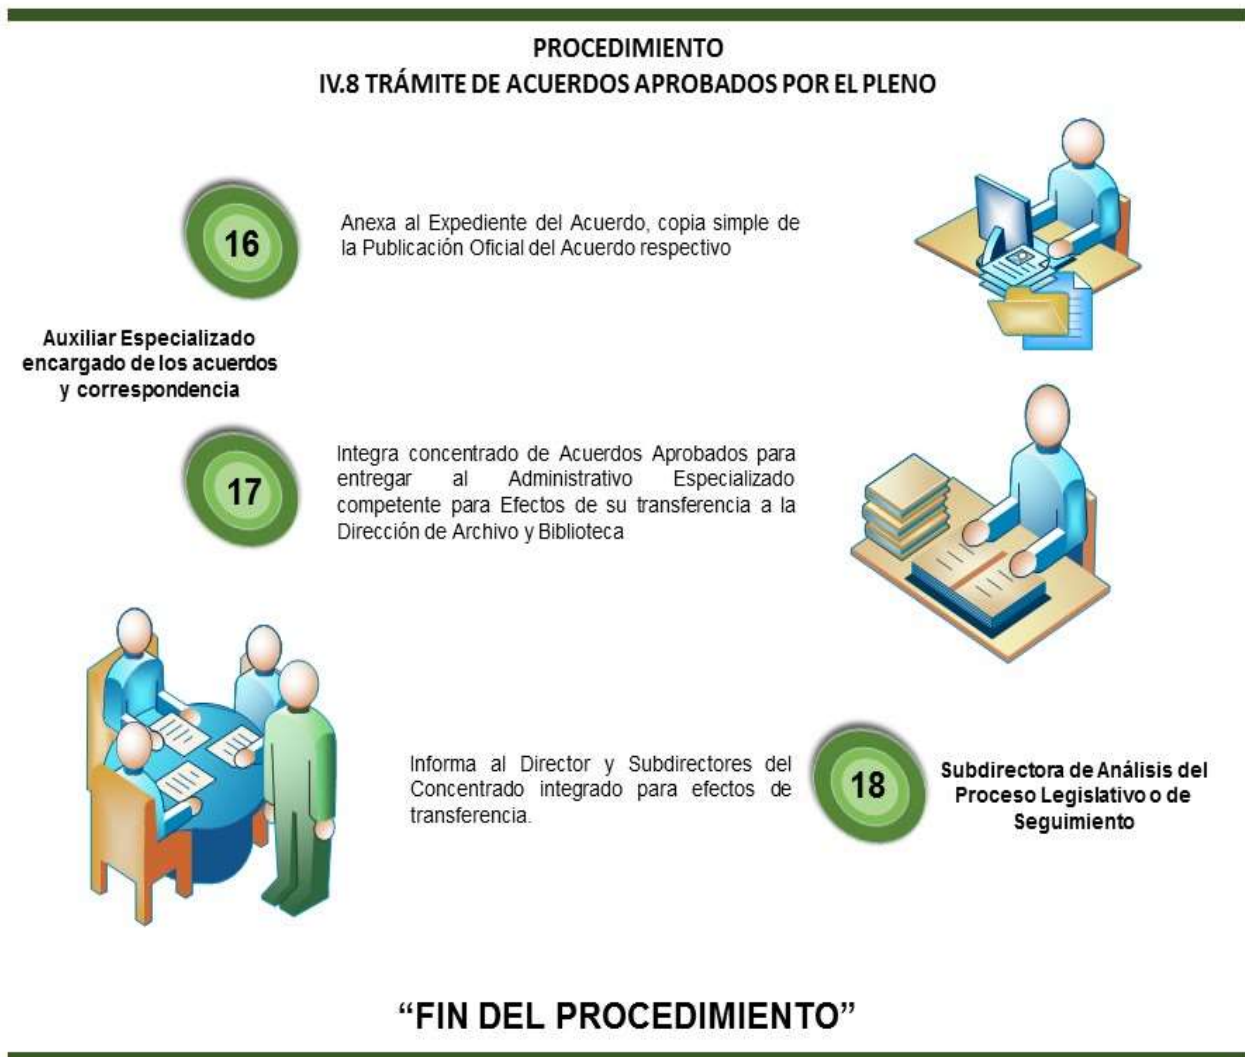 PROCEDIMIENTO
IV.8 TRÁMITE DE ACUERDOS APROBADOS POR EL PLENO
16
Anexa al Expediente del Acuerdo, copia simple de
la Publicación Oficial del Acuerdo respectivo
Auxiliar Especializado
encargado de los acuerdos
y correspondencia
17
Integra concentrado de Acuerdos Aprobados para
entregar al Administrativo Especializado
competente para Efectos de su transferencia a la
Dirección de Archivo y Biblioteca
Informa al Director y Subdirectores del
Concentrado integrado para efectos de
transferencia.
18
Subdirectora de Análisis del
Proceso Legislativo o de
Seguimiento
“FIN DEL PROCEDIMIENTO”